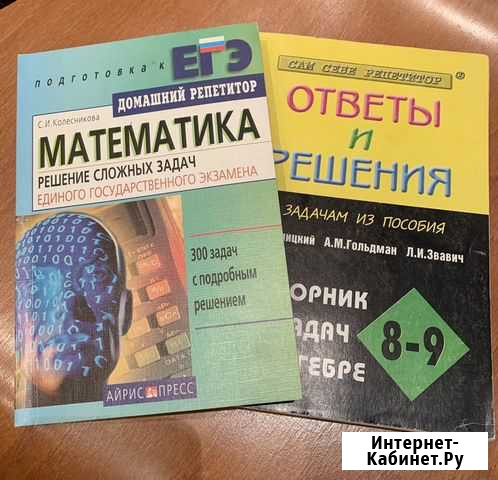 подготовка к ЕГЭ
ДОМАШНИЙ РЕПЕТИТОР
С.И.Колесникова
МАТЕМАТИКА
РЕШЕНИЕ СЛОЖНЫХ ЗАДАЧ
ЕДИНОГО ГОСУДАРСТВЕННОГО ЭКЗАМЕНА
300 задач
с подробным
решением
АЙРИС ПРЕСС
САМ СЕБЕ РЕПЕТИТОР®
ОТВЕТЫ
И
РЕШЕНИЯ
ЗАДАЧАМ ИЗ ПОСОБИЯ
А.М.Гольдман Л.И.Звавич
8-9
Интернет-
Кабинет.Ру